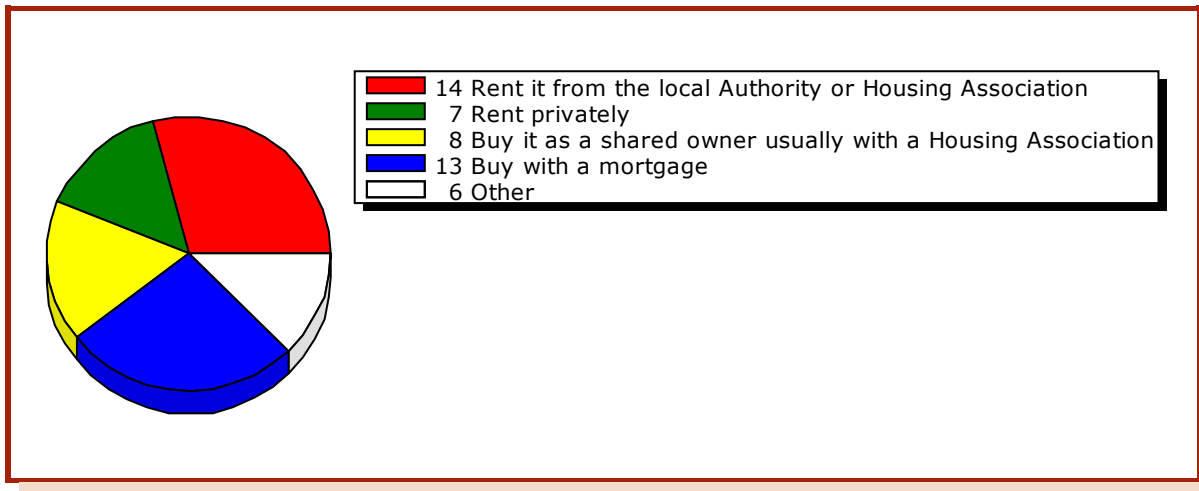 14 Rent it from the local Authority or Housing Association
7 Rent privately
8 Buy it as a shared owner usually with a Housing Association
13 Buy with a mortgage
6 Other